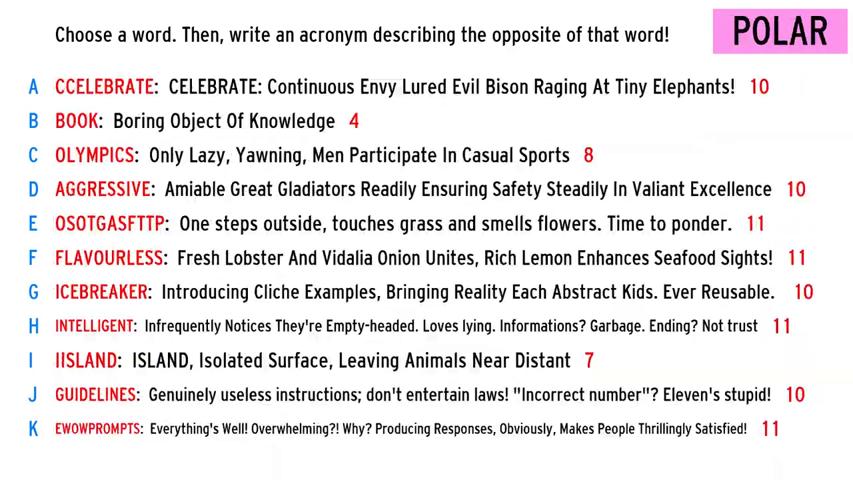 Choose a word. Then, write an acronym describing the opposite of that word!
POLAR
A CCELEBRATE: CELEBRATE: Continuous Envy Lured Evil Bison Raging At Tiny Elephants! 10
B BOOK: Boring Object Of Knowledge 4
C OLYMPICS: Only Lazy, Yawning, Men Participate In Casual Sports 8
D AGGRESSIVE: Amiable Great Gladiators Readily Ensuring Safety Steadily In Valiant Excellence 10
E OSOTGASFTTP: One steps outside, touches grass and smells flowers. Time to ponder. 11
F FLAVOURLESS: Fresh Lobster And Vidalia Onion Unites, Rich Lemon Enhances Seafood Sights! 11
G ICEBREAKER: Introducing Cliche Examples, Bringing Reality Each Abstract Kids. Ever Reusable. 10
H INTELLIGENT: Infrequently Notices They're Empty-headed. Loves lying. Informations? Garbage. Ending? Not trust 11
I IISLAND: ISLAND, Isolated Surface, Leaving Animals Near Distant 7
J GUIDELINES: Genuinely useless instructions; don't entertain laws! "Incorrect number"? Eleven's stupid! 10
K EWOWPROMPTS: Everything's Well! Overwhelming?! Why? Producing Responses, Obviously, Makes People Thrillingly Satisfied! 11